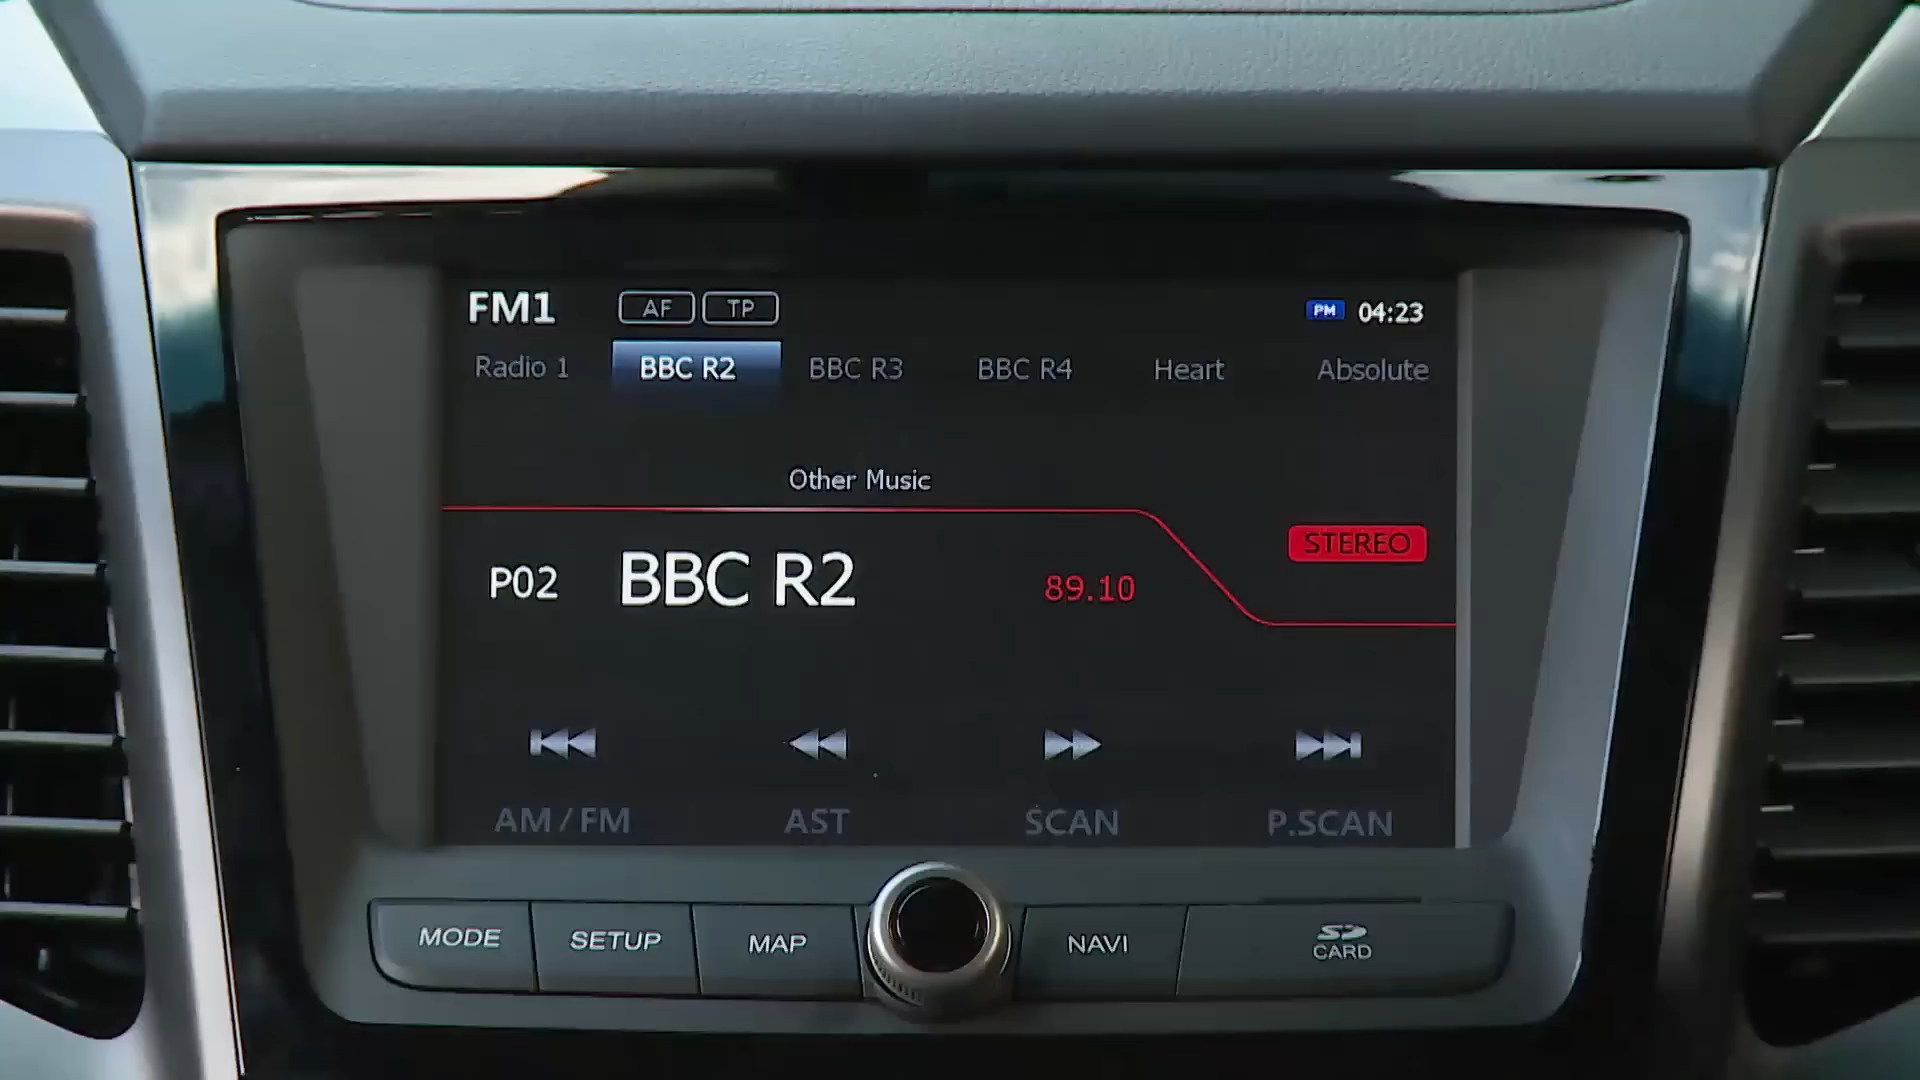 FM1 AF TP PM 04:23
Radio 1 BBC R2 BBC R3 BBC R4 Heart Absolute
Other Music
STEREO
P02 BBC R2 89.10
AM/FM AST SCAN P.SCAN
MODE SETUP MAP NAVI SD CARD